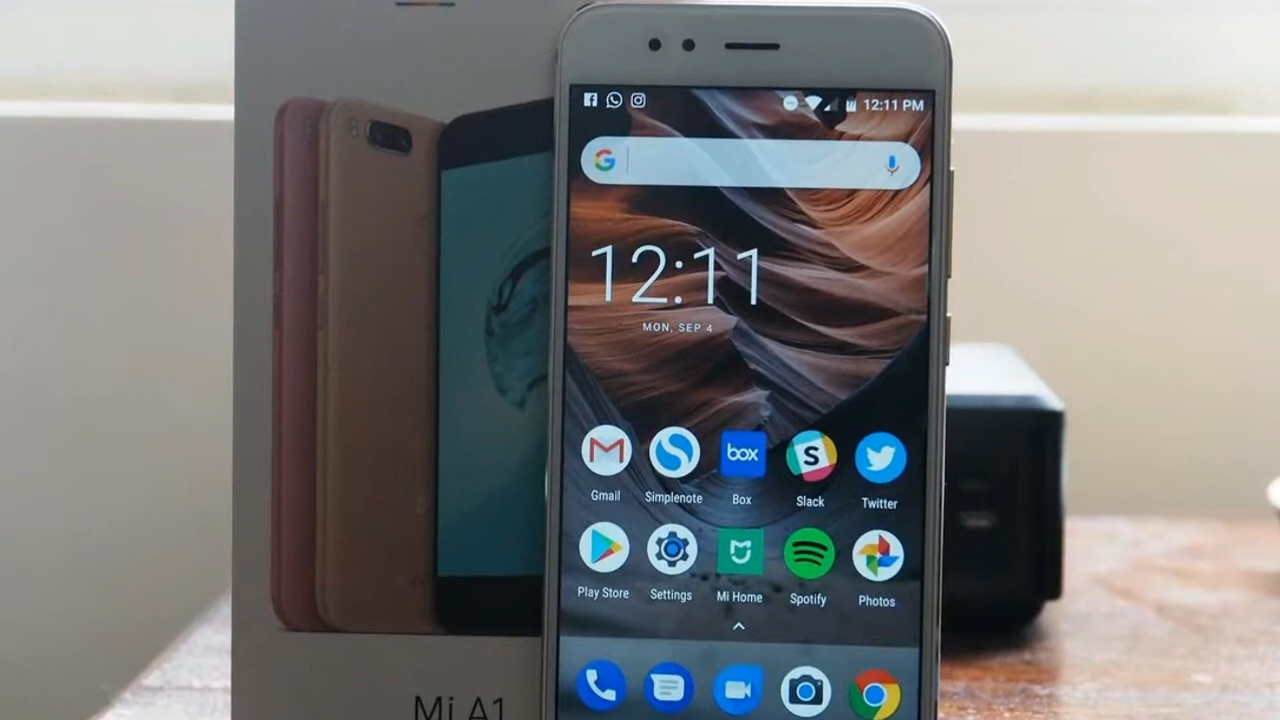 12:11 PM
G
12:11
MON, SEP 4
box
S
Gmail Simplenote Box Slack Twitter
Play Store Settings Mi Home Spotify Photos
Mi A1